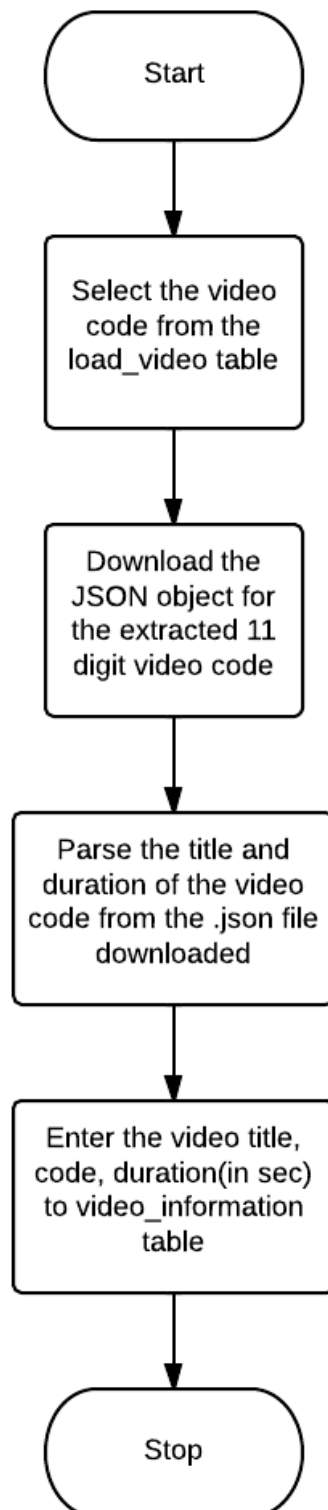 Start
Select the video
code from the
load_video table
Download the
JSON object for
the extracted 11
digit video code
Parse the title and
duration of the video
code from the .json file
downloaded
Enter the video title,
code, duration(in sec)
to video_information
table
Stop